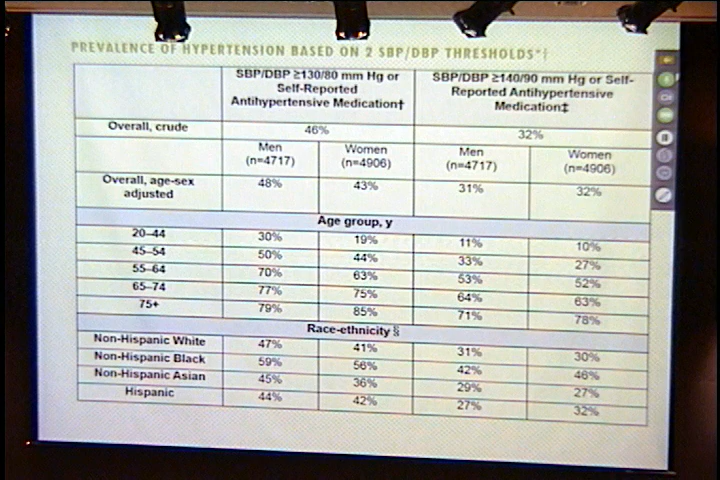 PREVALENCE OF HYPERTENSION BASED ON 2 SBP/DBP THRESHOLDS*†
SBP/DBP ≥130/80 mm Hg or Self-Reported Antihypertensive Medication† SBP/DBP ≥140/90 mm Hg or Self-Reported Antihypertensive Medication‡
Overall, crude 46% 32%
Men (n=4717) Women (n=4906) Men (n=4717) Women (n=4906)
Overall, age-sex adjusted 48% 43% 31% 32%
Age group, y
20–44 30% 19% 11% 10%
45–54 50% 44% 33% 27%
55–64 70% 63% 53% 52%
65–74 77% 75% 64% 63%
75+ 79% 85% 71% 78%
Race-ethnicity §
Non-Hispanic White 47% 41% 31% 30%
Non-Hispanic Black 59% 56% 42% 46%
Non-Hispanic Asian 45% 36% 29% 27%
Hispanic 44% 42% 27% 32%